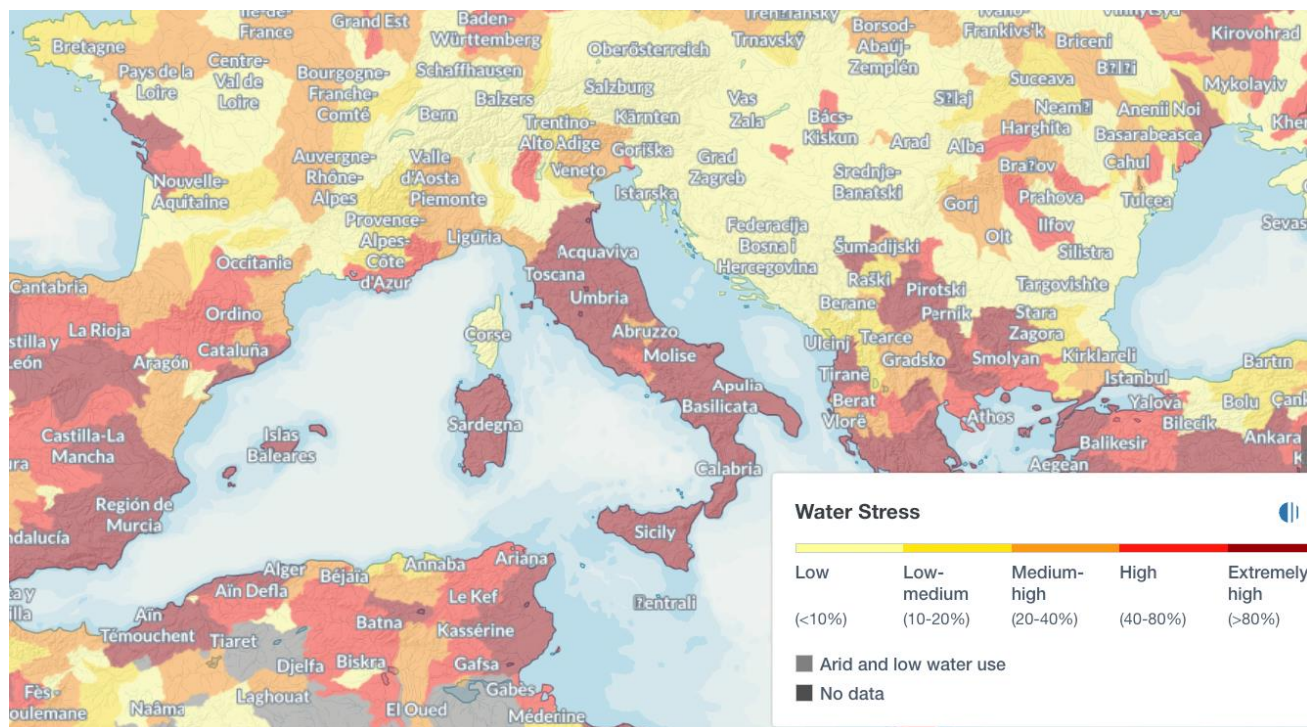 Île-de-
France
Grand Est
Baden-
Württemberg
Oberösterreich
Trnavský
Borsod-
Abaúj-
Zemplén
Frankivs'k
Briceni
Kirovohrad
Bretagne
Pays de la
Loire
Centre-
Val de
Loire
Bourgogne-
Franche-
Comté
Schaffhausen
Balzers
Salzburg
Suceava
Mykolayiv
Bern
Kärnten
Vas
Zala
Anenii Noi
Trentino-
Alto Adige
Goriška
Bács-
Kiskun
Arad
Alba
Harghita
Basarabeasca
Auvergne-
Rhône-
Alpes
Valle
d'Aosta
Veneto
Grad
Zagreb
Srednje-
Banatski
Cahul
Nouvelle-
Aquitaine
Piemonte
Istarska
Gorj
Prahova
Tulcea
Provence-
Alpes-
Côte
d'Azur
Liguria
Acquaviva
Federacija
Bosna i
Hercegovina
Šumadijski
Olt
Ilfov
Silistra
Occitanie
Toscana
Raški
Cantabria
Umbria
Berane
Pirotski
Targovishte
La Rioja
Ordino
Corse
Abruzzo
Ulcinj
Tearce
Pernik
Stara
Zagora
Aragón
Cataluña
Molise
Gradsko
Smolyan
Kirklareli
Bartın
Tiranë
Istanbul
Apulia
Basilicata
Berat
Athos
Yalova
Bolu
Sardegna
Vlorë
Bilecik
Castilla-La
Mancha
Islas
Baleares
Balikesir
Ankara
Calabria
Aegean
Región de
Murcia
Sicily
Water Stress
Low
Low-
medium
Medium-
high
High
Extremely
high
(<10%)
(10-20%)
(20-40%)
(40-80%)
(>80%)
Arid and low water use
No data
Alger
Béjaïa
Annaba
Ariana
Aïn Defla
Le Kef
Aïn
Témouchent
Batna
Kassérine
Tiaret
Djelfa
Biskra
Gafsa
Laghouat
Gabès
Fès-
Naâma
El Oued
Médenine